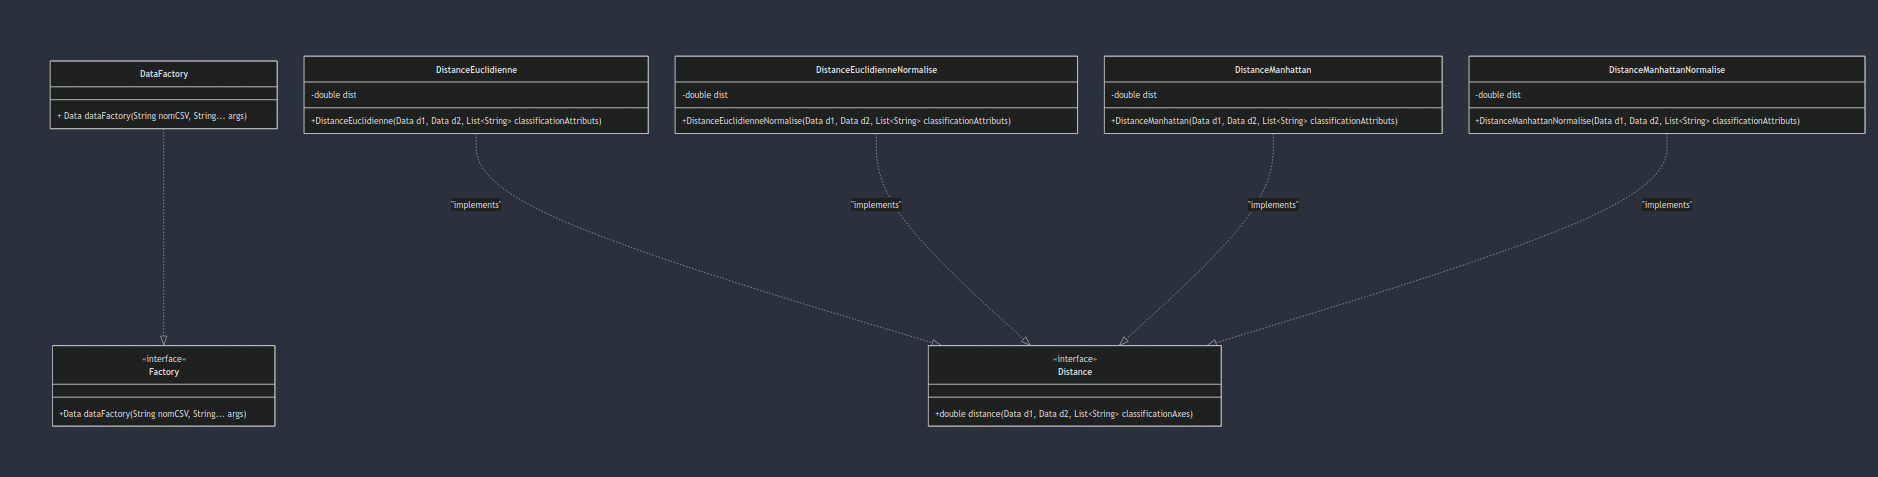 DataFactory
+ Data dataFactory(String nomCSV, String... args)
DistanceEuclidienne
-double dist
+DistanceEuclidienne(Data d1, Data d2, List<String> classificationAttributs)
DistanceEuclidienneNormalise
-double dist
+DistanceEuclidienneNormalise(Data d1, Data d2, List<String> classificationAttributs)
DistanceManhattan
-double dist
+DistanceManhattan(Data d1, Data d2, List<String> classificationAttributs)
DistanceManhattanNormalise
-double dist
+DistanceManhattanNormalise(Data d1, Data d2, List<String> classificationAttributs)
"implements"
"implements"
"implements"
"implements"
«interface»
Factory
+Data dataFactory(String nomCSV, String... args)
«interface»
Distance
+double distance(Data d1, Data d2, List<String> classificationAxes)